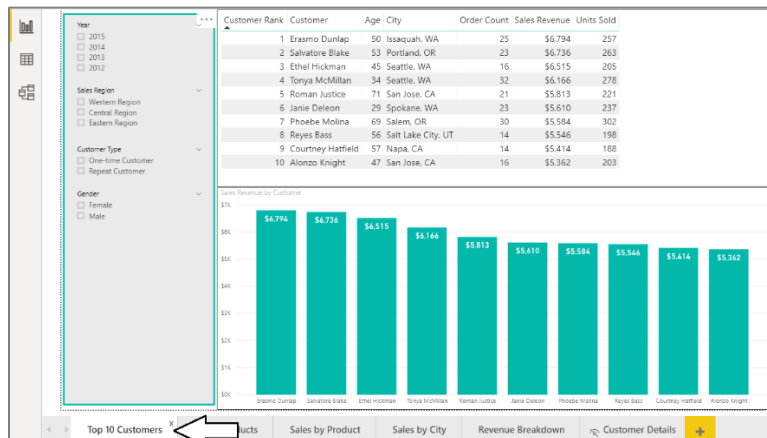 Year
2015
2014
2013
2012
Sales Region
Western Region
Central Region
Eastern Region
Customer Type
One-time Customer
Repeat Customer
Gender
Female
Male
Customer Rank Customer Age City Order Count Sales Revenue Units Sold
1 Erasmo Dunlap 50 Issaquah, WA 25 $6,794 257
2 Salvatore Blake 53 Portland, OR 23 $6,736 263
3 Ethel Hickman 45 Seattle, WA 16 $6,515 205
4 Tonya McMillan 34 Seattle, WA 32 $6,166 278
5 Roman Justice 71 San Jose, CA 21 $5,813 221
6 Janie Deleon 29 Spokane, WA 23 $5,610 237
7 Phoebe Molina 69 Salem, OR 30 $5,584 302
8 Reyes Bass 56 Salt Lake City, UT 14 $5,546 198
9 Courtney Hatfield 57 Napa, CA 14 $5,414 188
10 Alonzo Knight 47 San Jose, CA 16 $5,362 203
Sales Revenue by Customer
$7K
$6K
$5K
$4K
$3K
$2K
$1K
$0K
$6,794 $6,736 $6,515 $6,166 $5,813 $5,610 $5,584 $5,546 $5,414 $5,362
Erasmo Dunlap Salvatore Blake Ethel Hickman Tonya McMillan Roman Justice Janie Deleon Phoebe Molina Reyes Bass Courtney Hatfield Alonzo Knight
Top 10 Customers x ucts Sales by Product Sales by City Revenue Breakdown Customer Details +